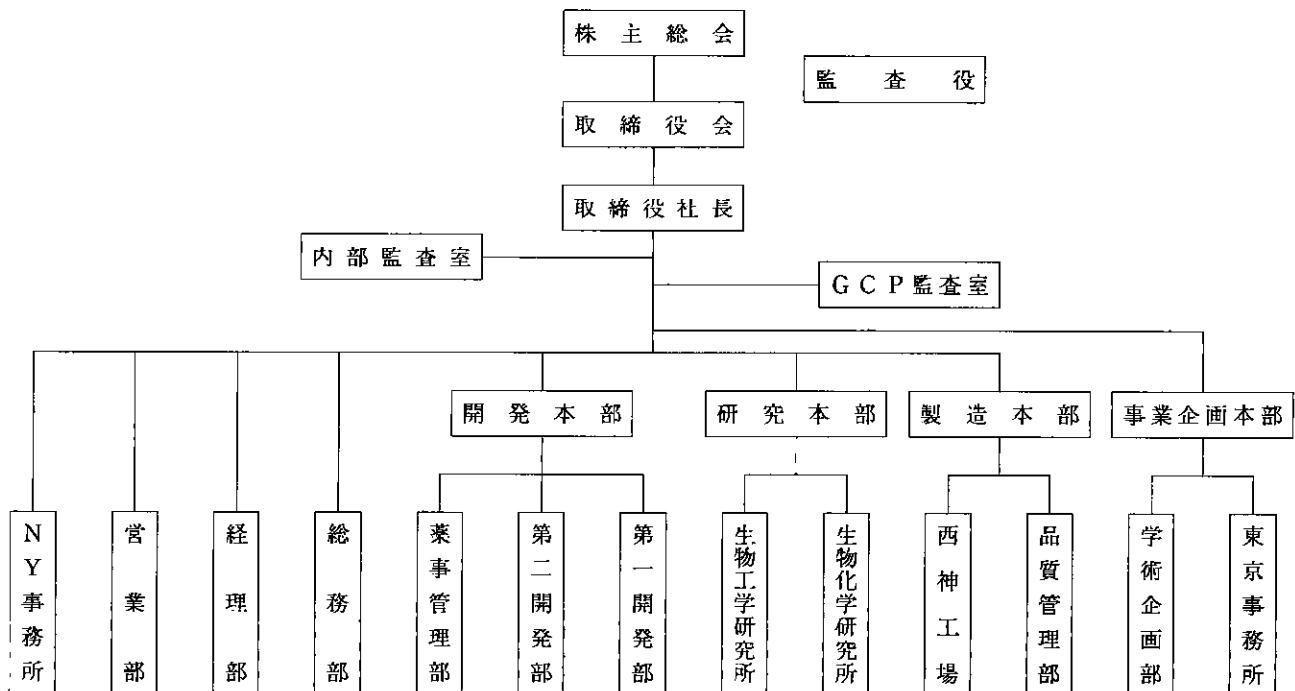 株主総会
監査役
取締役会
取締役社長
内部監査室
GCP監査室
開発本部
研究本部
製造本部
事業企画本部
NY事務所
営業部
経理部
総務部
薬事管理部
第二開発部
第一開発部
生物工学研究所
生物化学研究所
西神工場
品質管理部
学術企画部
東京事務所